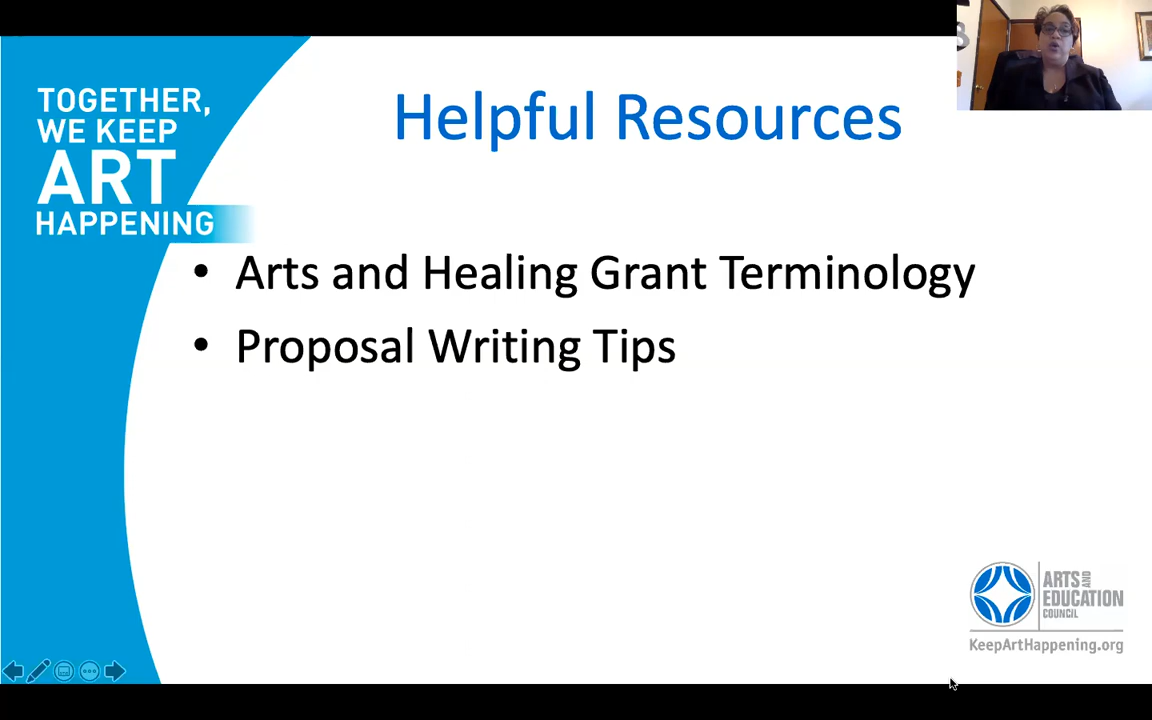 TOGETHER,
WE KEEP
ART
HAPPENING
Helpful Resources
• Arts and Healing Grant Terminology
• Proposal Writing Tips
ARTS AND
EDUCATION
COUNCIL
KeepArtHappening.org